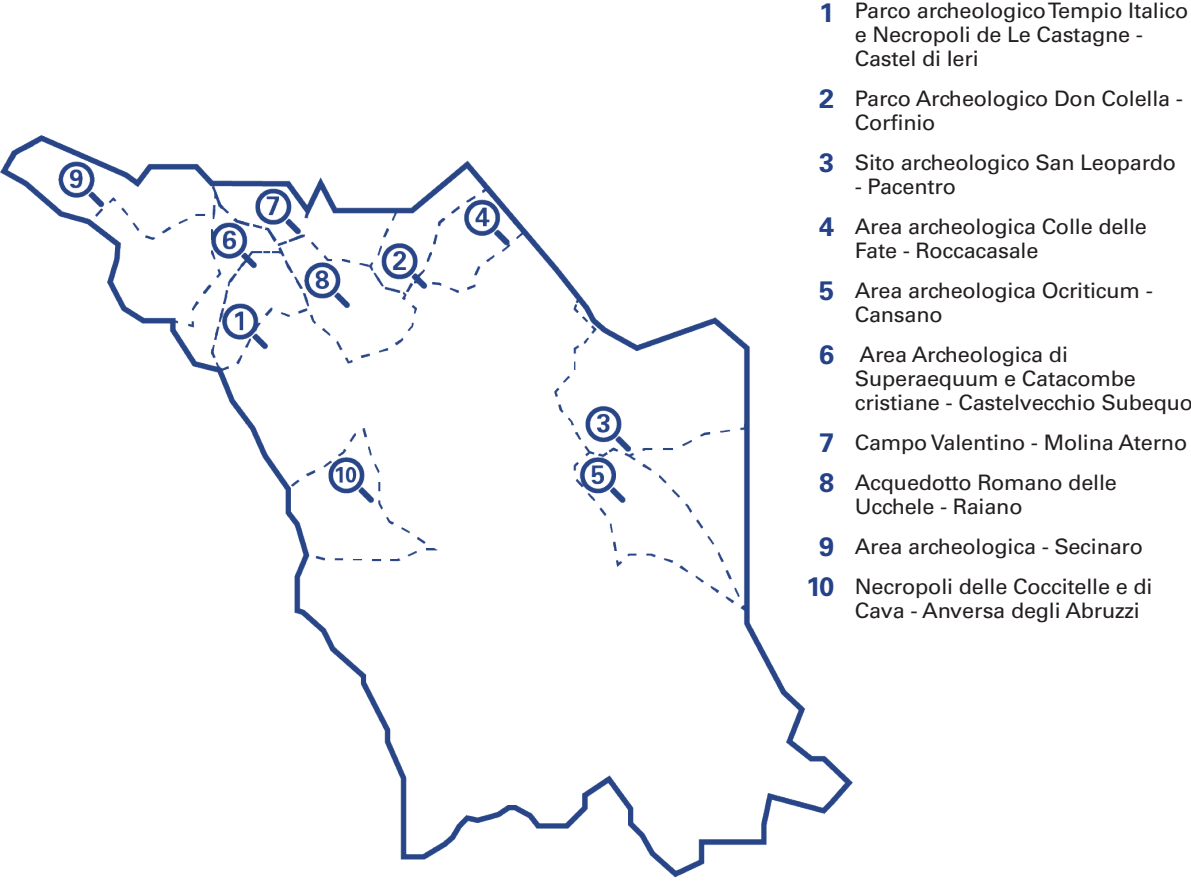 1 Parco archeologico Tempio Italico
e Necropoli de Le Castagne -
Castel di Ieri
2 Parco Archeologico Don Colella -
Corfinio
3 Sito archeologico San Leopardo
- Pacentro
4 Area archeologica Colle delle
Fate - Roccacasale
5 Area archeologica Ocriticum -
Cansano
6 Area Archeologica di
Superaequum e Catacombe
cristiane - Castelvecchio Subequo
7 Campo Valentino - Molina Aterno
8 Acquedotto Romano delle
Ucchele - Raiano
9 Area archeologica - Secinaro
10 Necropoli delle Coccitelle e di
Cava - Anversa degli Abruzzi
9
7
4
6
2
8
1
3
10
5